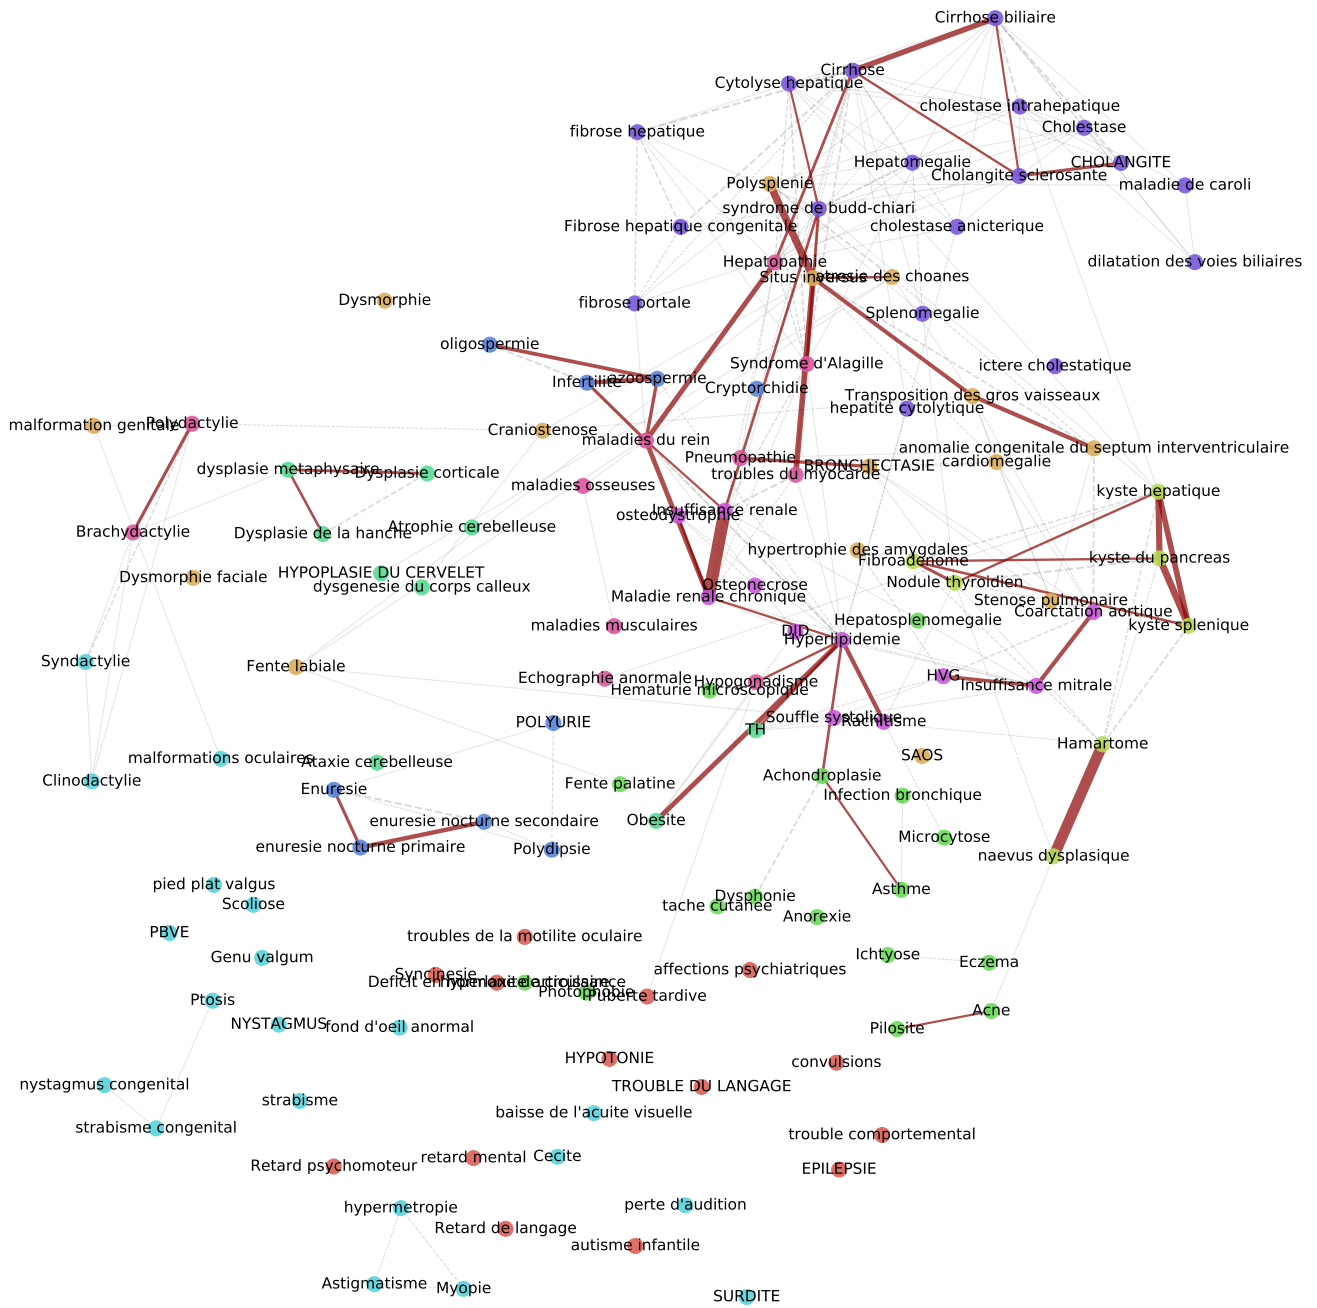 Cirrhose biliaire
Cirrhose
Cytolyse hepatique
cholestase intrahepatique
Cholestase
fibrose hepatique
Hepatomegalie
CHOLANGITE
Cholangite sclerosante
Polysplenie
maladie de caroli
syndrome de budd-chiari
Fibrose hepatique congenitale
cholestase anicterique
Hepatopathie
dilatation des voies biliaires
Situs inversus
atresie des choanes
Dysmorphie
fibrose portale
Splenomegalie
oligospermie
Syndrome d'Alagille
ictere cholestatique
Infertilite
azoospermie
Cryptorchidie
Transposition des gros vaisseaux
hepatite cytolytique
malformation genitale
Polydactylie
Craniostenose
maladies du rein
anomalie congenitale du septum interventriculaire
Pneumopathie
BRONCHECTASIE
cardiomegalie
dysplasie metaphysaire
Dysplasie corticale
troubles du myocarde
maladies osseuses
kyste hepatique
Insuffisance renale
osteodystrophie
Brachydactylie
Dysplasie de la hanche
Atrophie cerebelleuse
hypertrophie des amygdales
Fibroadenome
kyste du pancreas
Dysmorphie faciale
HYPOPLASIE DU CERVELET
dysgenesie du corps calleux
Osteonecrose
Nodule thyroidien
Maladie renale chronique
Stenose pulmonaire
Coarctation aortique
maladies musculaires
Hepatosplenomegalie
kyste splenique
DID
Hyperlipidemie
Syndactylie
Fente labiale
Echographie anormale
Hypogonadisme
Hematurie microscopique
HVG
Insuffisance mitrale
POLYURIE
Souffle systolique
Rachitisme
TH
Hamartome
malformations oculaires
Ataxie cerebelleuse
SAOS
Clinodactylie
Enuresie
Fente palatine
Achondroplasie
Infection bronchique
enuresie nocturne secondaire
Obesite
Microcytose
enuresie nocturne primaire
Polydipsie
naevus dysplasique
pied plat valgus
Scoliose
Asthme
Dysphonie
tache cutanee
Anorexie
PBVE
troubles de la motilite oculaire
Genu valgum
Ichtyose
Eczema
Syncinesie
affections psychiatriques
Deficit en hormone de croissance
hyperlaxite articulaire
Photophobie
Puberte tardive
Ptosis
Acne
NYSTAGMUS
fond d'oeil anormal
Pilosite
HYPOTONIE
convulsions
nystagmus congenital
TROUBLE DU LANGAGE
strabisme
baisse de l'acuite visuelle
strabisme congenital
trouble comportemental
Retard psychomoteur
retard mental
Cecite
EPILEPSIE
hypermetropie
perte d'audition
Retard de langage
autisme infantile
Astigmatisme
Myopie
SURDITE